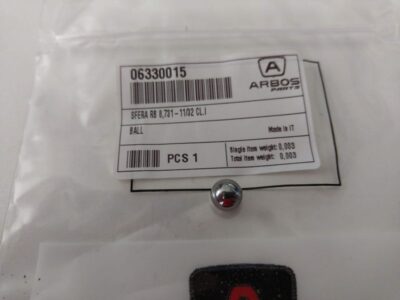 06330015
ARBOS
PARTS
SFERA RB 8,731-11/32 CL.I
BALL
Made in IT
PCS 1
Single item weight: 0,003
Total item weight: 0,003